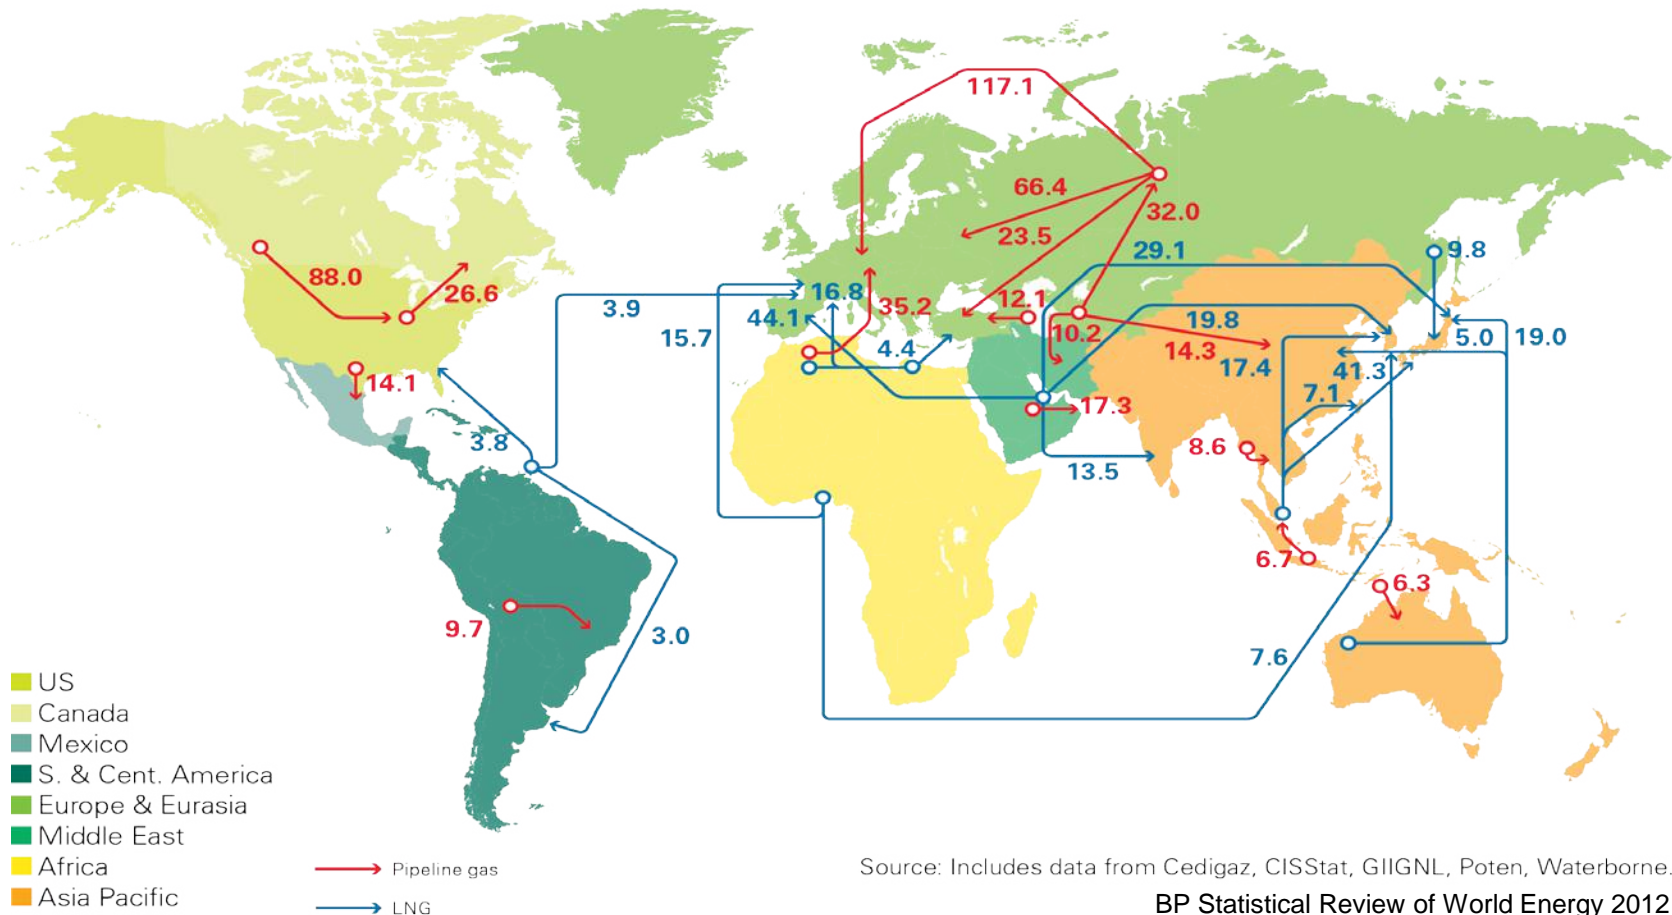 117.1
66.4
32.0
23.5
29.1
9.8
88.0
26.6
3.9
16.8
35.2
12.1
44.1
15.7
10.2
19.8
14.3
5.0
19.0
4.4
17.4
41.3
14.1
7.1
17.3
3.8
8.6
13.5
6.7
6.3
9.7
3.0
7.6
US
Canada
Mexico
S. & Cent. America
Europe & Eurasia
Middle East
Africa
Asia Pacific
Pipeline gas
LNG
Source: Includes data from Cedigaz, CISStat, GIIGNL, Poten, Waterborne.
BP Statistical Review of World Energy 2012